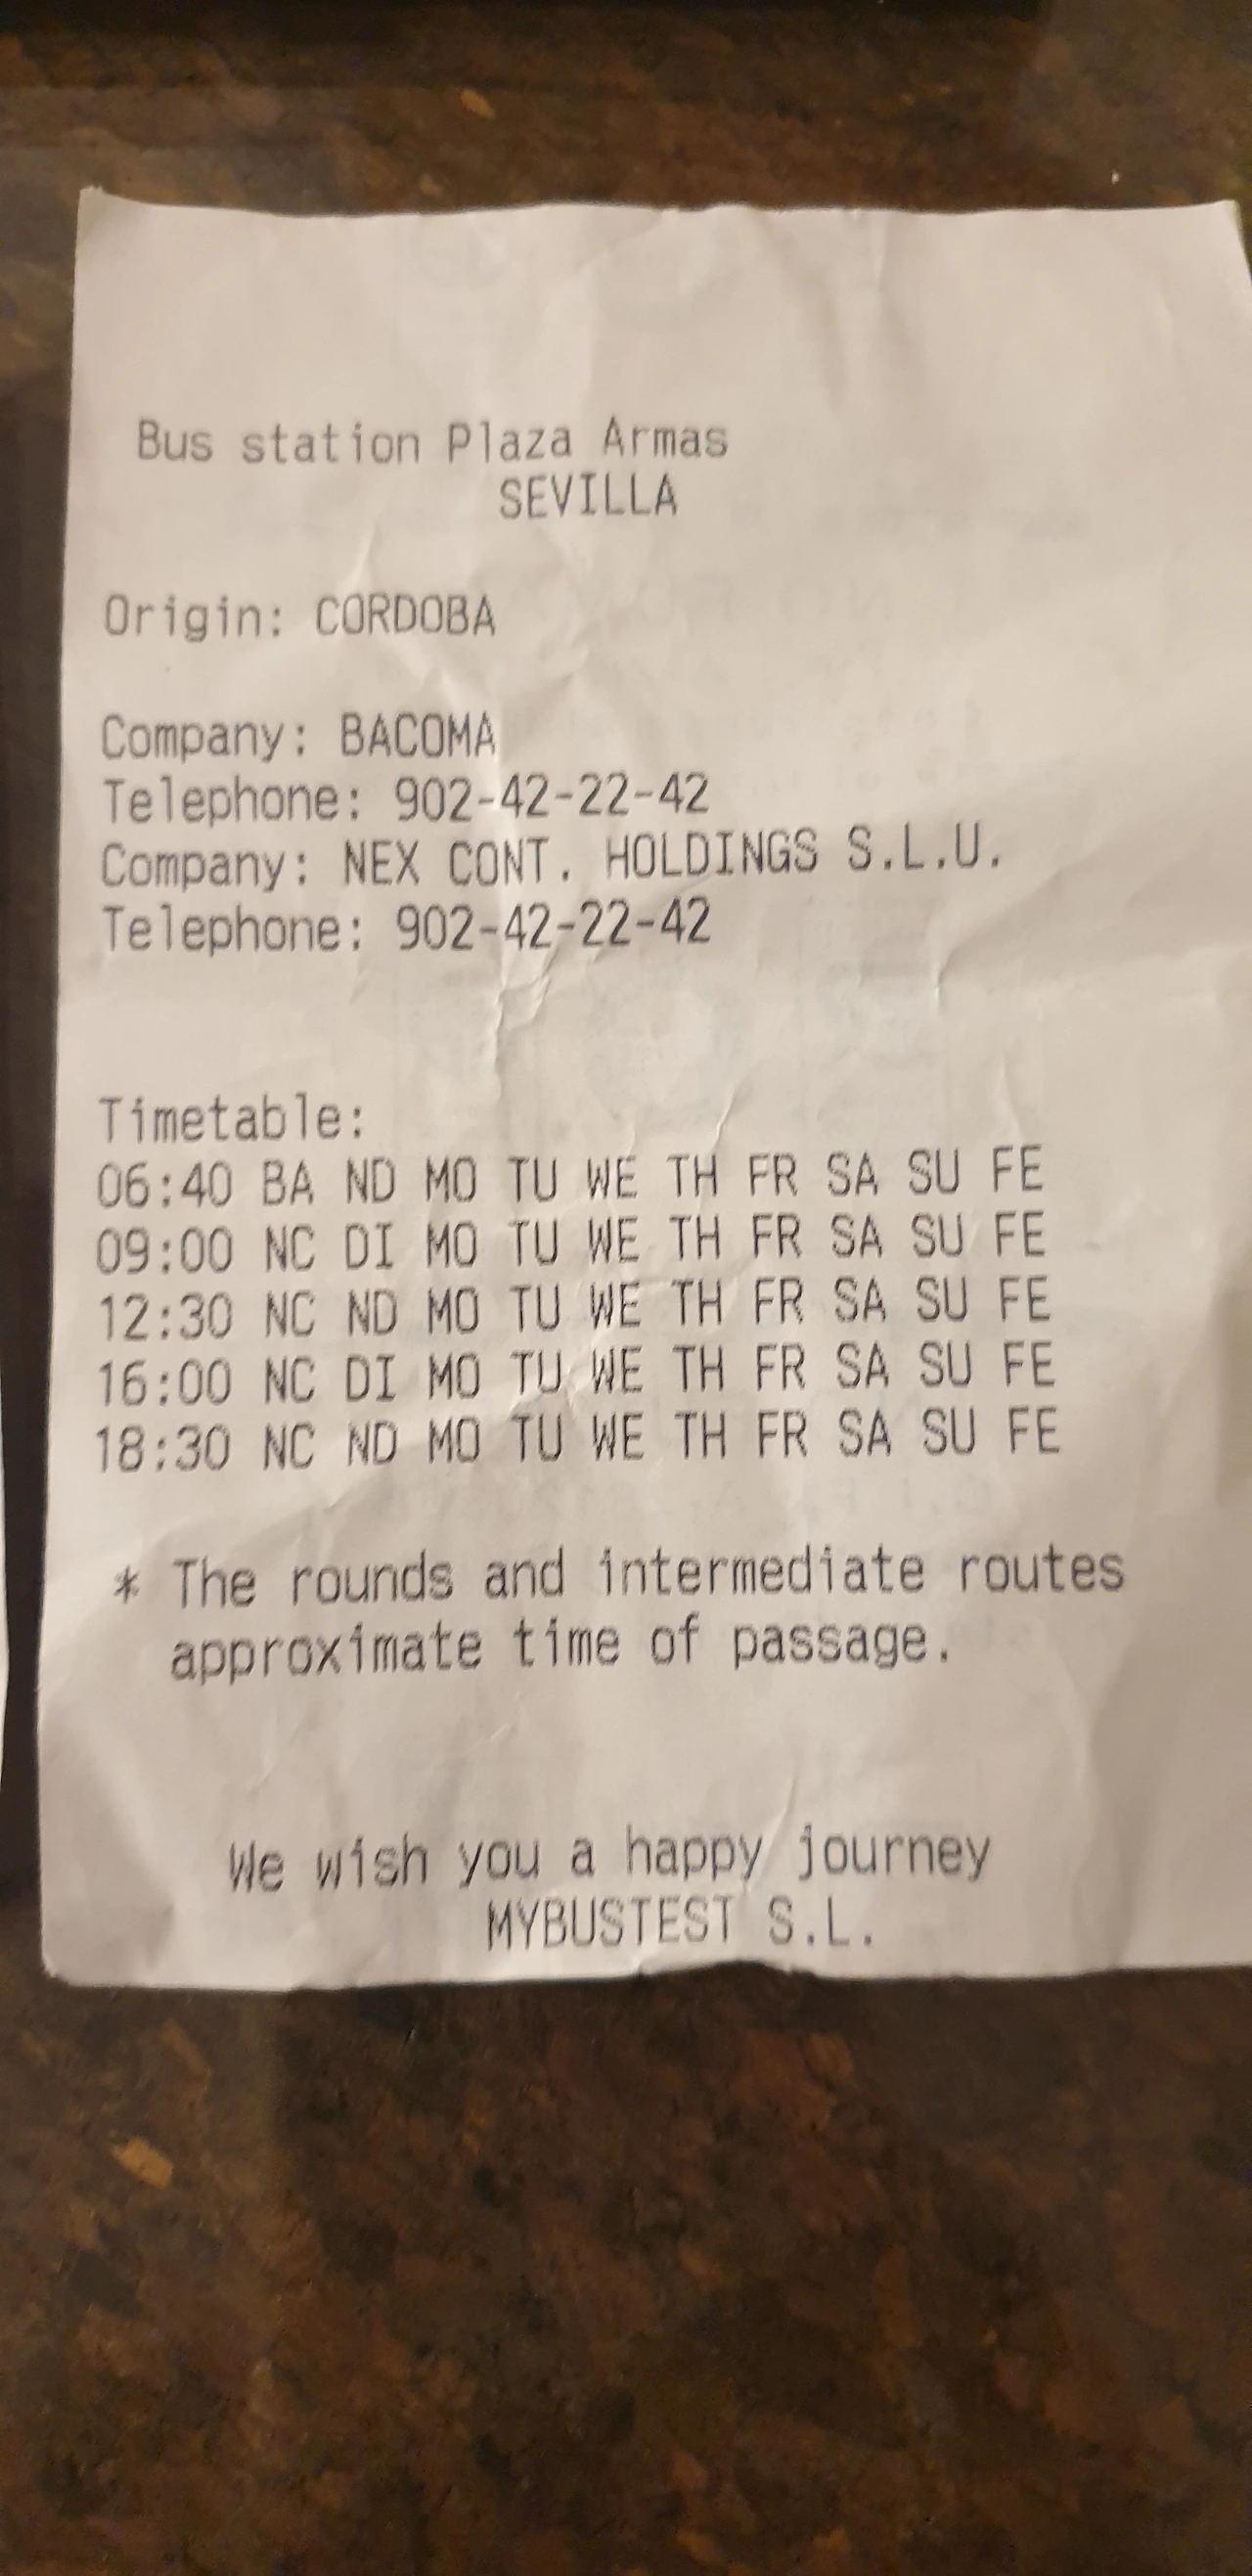 Bus station Plaza Armas
SEVILLA
Origin: CORDOBA
Company: BACOMA
Telephone: 902-42-22-42
Company: NEX CONT. HOLDINGS S.L.U.
Telephone: 902-42-22-42
Timetable:
06:40 BA ND MO TU WE TH FR SA SU FE
09:00 NC DI MO TU WE TH FR SA SU FE
12:30 NC ND MO TU WE TH FR SA SU FE
16:00 NC DI MO TU WE TH FR SA SU FE
18:30 NC ND MO TU WE TH FR SA SU FE
* The rounds and intermediate routes
approximate time of passage.
We wish you a happy journey
MYBUSTEST S.L.